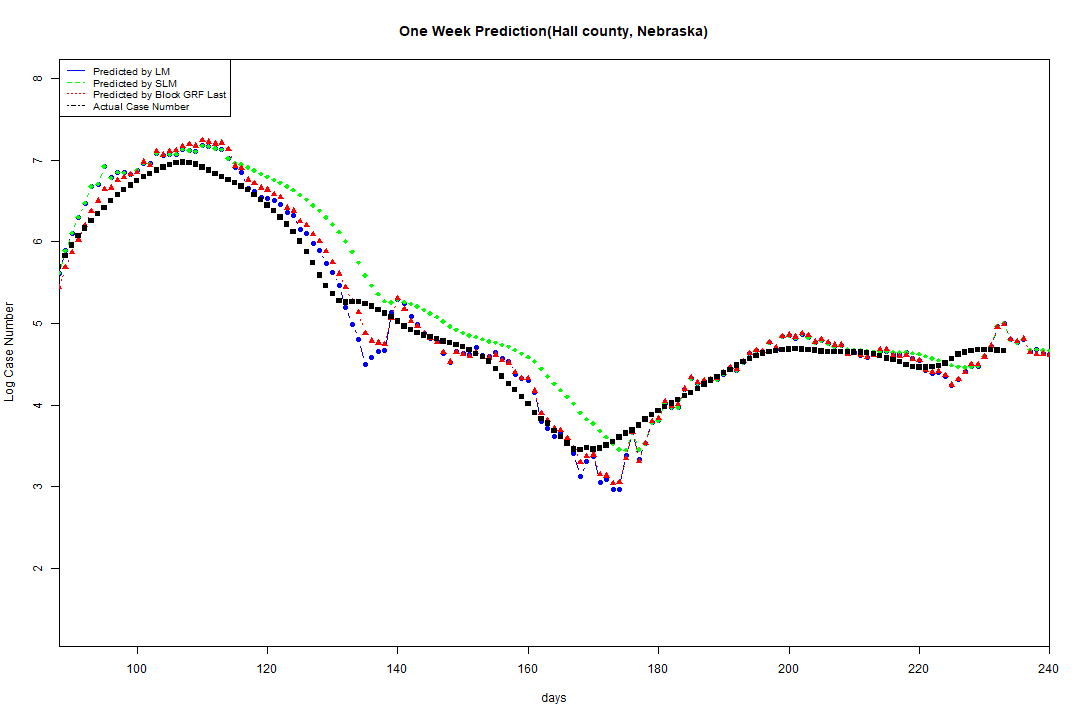 One Week Prediction(Hall county, Nebraska)
Predicted by LM
Predicted by SLM
Predicted by Block GRF Last
Actual Case Number
8
7
6
5
4
3
2
Log Case Number
100 120 140 160 180 200 220 240
days